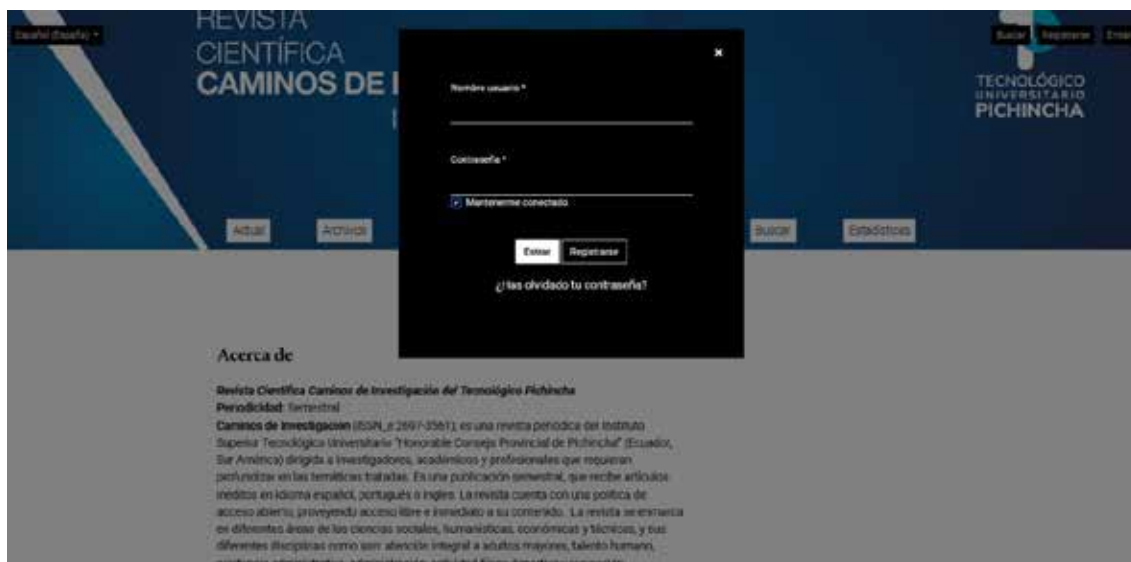 REVISTA
CIENTÍFICA
CAMINOS DE I
Español (España)
Buscar Registrarse Entrar
TECNOLÓGICO
UNIVERSITARIO
PICHINCHA
Nombre usuario *
Contraseña *
Mantenerme conectado
Entrar Registrarse
¿Has olvidado tu contraseña?
Actual Archivos Buscar Estadísticas
Acerca de
Revista Científica Caminos de Investigación del Tecnológico Pichincha
Periodicidad: Semestral
Caminos de Investigación (ISSN_e 2697-3561), es una revista periódica del Instituto
Superior Tecnológico Universitario "Honorable Consejo Provincial de Pichincha" (Ecuador,
Sur América) dirigida a investigadores, académicos y profesionales que requieran
profundizar en las temáticas tratadas. Es una publicación semestral, que recibe artículos
inéditos en idioma español, portugués o ingles. La revista cuenta con una política de
acceso abierto, proveyendo acceso libre e inmediato a su contenido. La revista se enmarca
en diferentes áreas de las ciencias sociales, humanísticas, económicas y técnicas, y sus
diferentes disciplinas como son: atención integral a adultos mayores, talento humano,